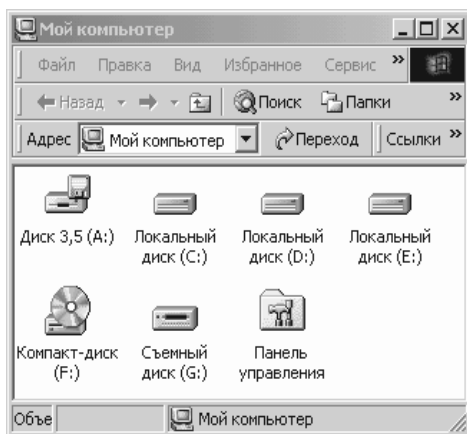 Мой компьютер
Файл Правка Вид Избранное Сервис »
Назад Поиск Папки »
Адрес Мой компьютер Переход Ссылки »
Диск 3,5 (A:) Локальный Локальный Локальный
диск (C:) диск (D:) диск (E:)
Компакт-диск Съемный Панель
(F:) диск (G:) управления
Объе Мой компьютер